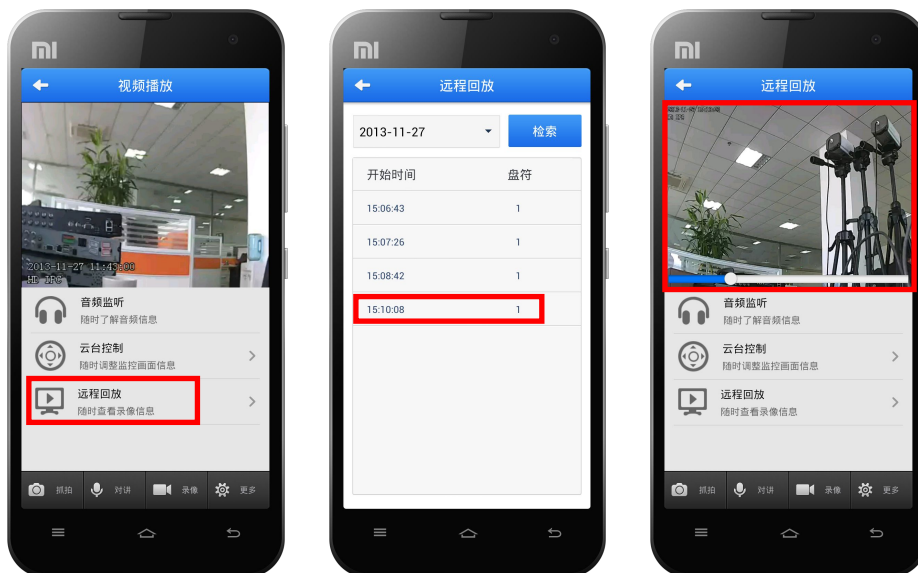 视频播放
2013-11-27 11:43:00
HD IPC
音频监听
随时了解音频信息
云台控制
随时调整监控画面信息
远程回放
随时查看录像信息
抓拍
对讲
录像
更多
远程回放
2013-11-27
检索
开始时间 盘符
15:06:43 1
15:07:26 1
15:08:42 1
15:10:08 1
远程回放
音频监听
随时了解音频信息
云台控制
随时调整监控画面信息
远程回放
随时查看录像信息
抓拍
对讲
录像
更多